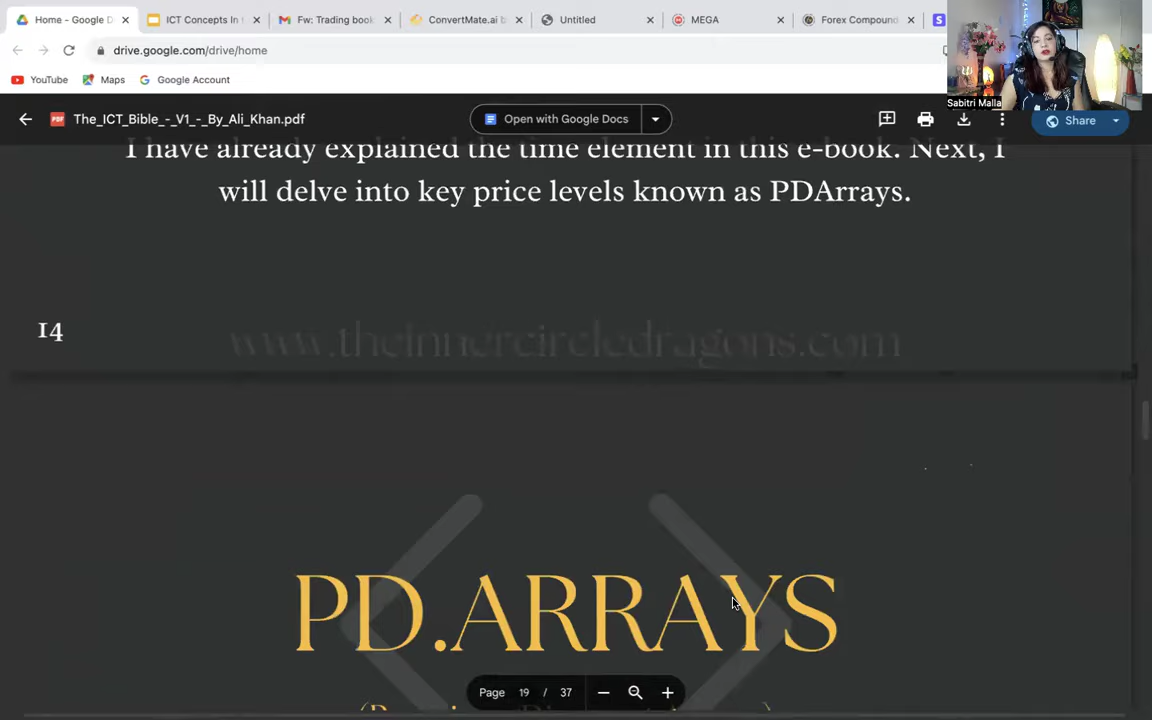 Home - Google D
ICT Concepts In
Fw: Trading book
ConvertMate.ai b
Untitled
MEGA
Forex Compound
S
drive.google.com/drive/home
YouTube
Maps
Google Account
Sabitri Malla
PDF
The_ICT_Bible_-_V1_-_By_Ali_Khan.pdf
Open with Google Docs
Share
I have already explained the time element in this e-book. Next, I
will delve into key price levels known as PDArrays.
14
www.theinnercircledragons.com
PD.ARRAYS
Page 19 / 37